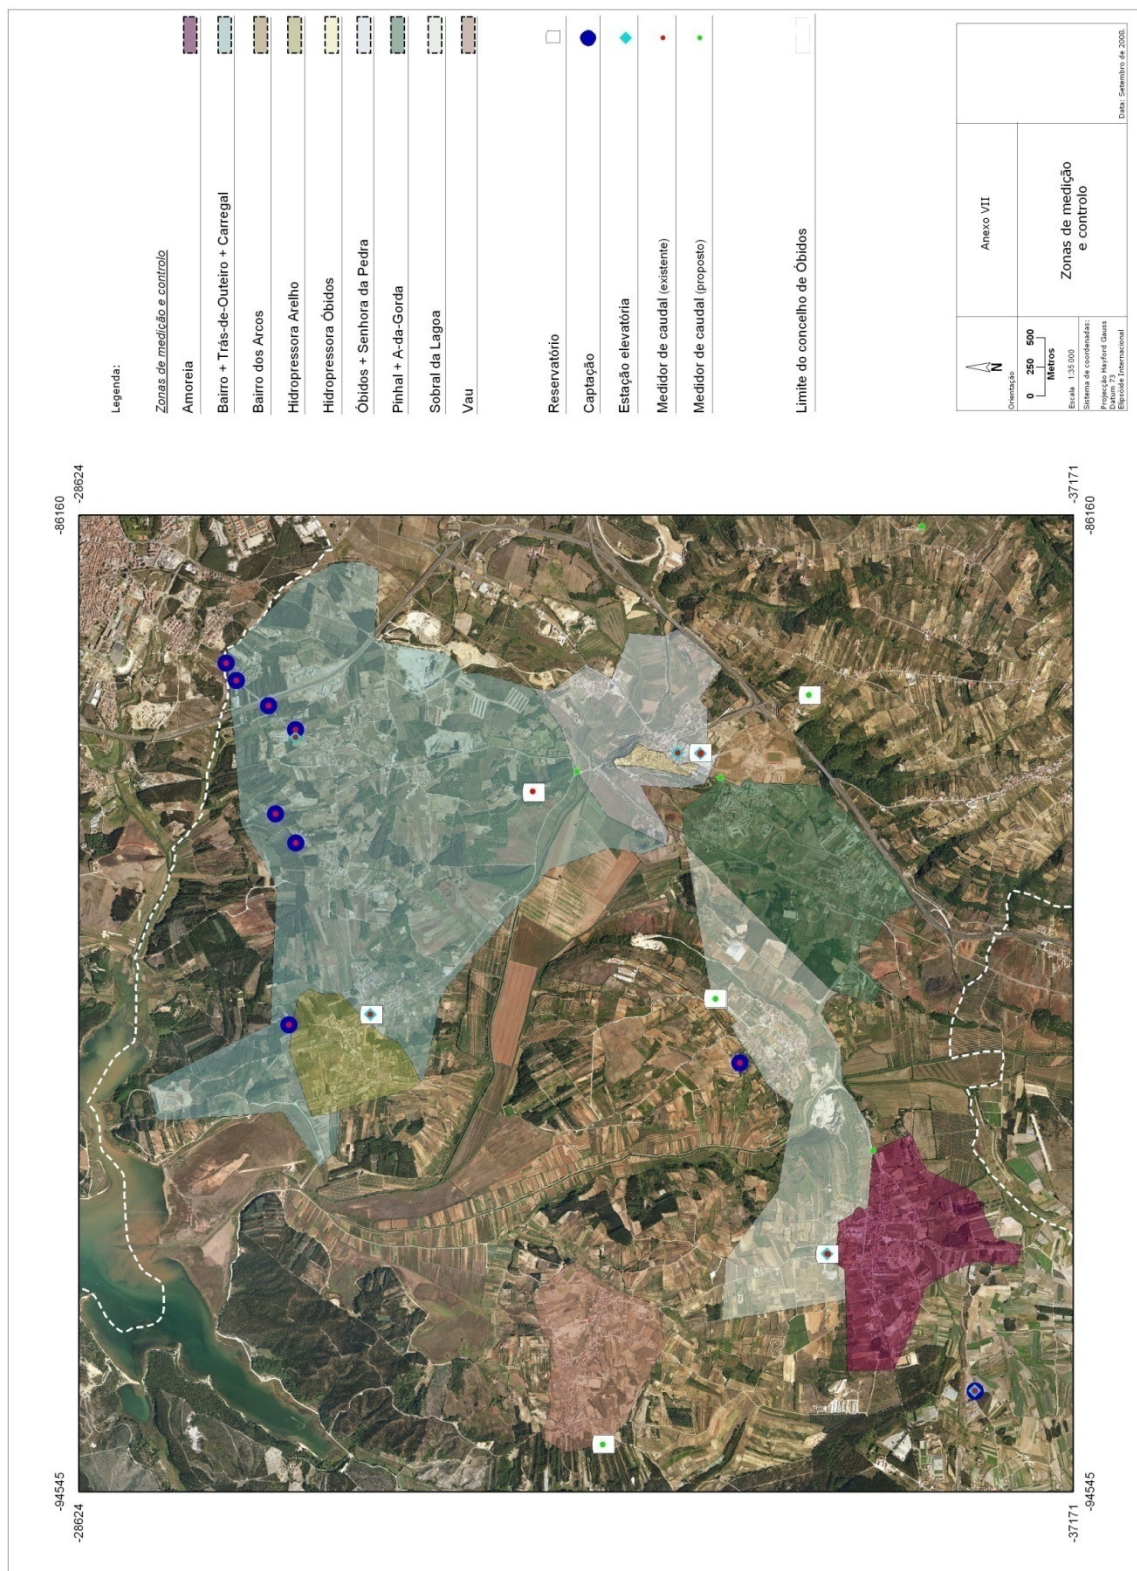 Legenda:
Zonas de medição e controlo
Amoreia
Bairro + Trás-de-Outeiro + Carregal
Bairro dos Arcos
Hidropressora Arelho
Hidropressora Óbidos
Óbidos + Senhora da Pedra
Pinhal + A-da-Gorda
Sobral da Lagoa
Vau
Reservatório
Captação
Estação elevatória
Medidor de caudal (existente)
Medidor de caudal (proposto)
Limite do concelho de Óbidos
-94545
-86160
-28624
-28624
-37171
-37171
-94545
-86160
Orientação
N
0 250 500
Metros
Escala 1:35 000
Sistema de coordenadas:
Projecção Hayford Gauss
Datum 73
Elipsóide Internacional
Anexo VII
Zonas de medição
e controlo
Data: Setembro de 2008.